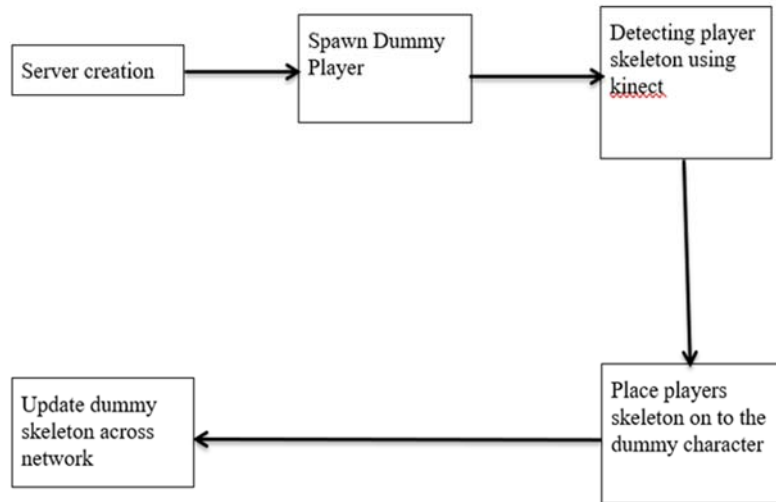 Server creation
Spawn Dummy
Player
Detecting player
skeleton using
kinect
Place players
skeleton on to the
dummy character
Update dummy
skeleton across
network